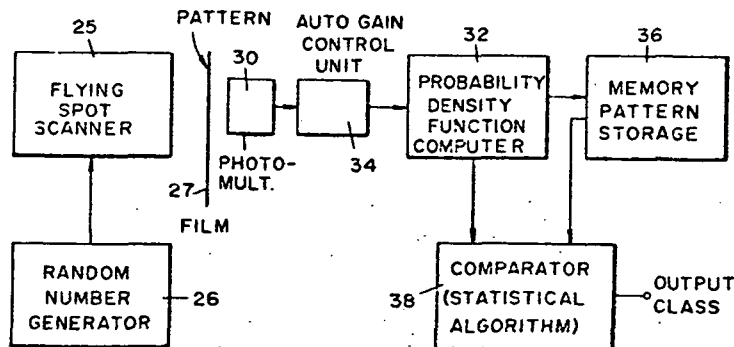 25
FLYING
SPOT
SCANNER
PATTERN
30
PHOTO-
MULT.
27
FILM
AUTO GAIN
CONTROL
UNIT
34
32
PROBABILITY
DENSITY
FUNCTION
COMPUTER
36
MEMORY
PATTERN
STORAGE
RANDOM
NUMBER
GENERATOR
26
38
COMPARATOR
(STATISTICAL
ALGORITHM)
OUTPUT
CLASS